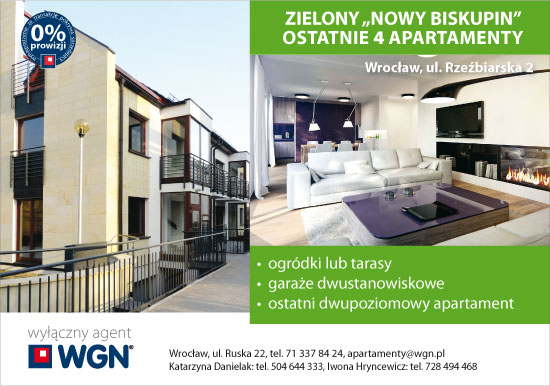 0%
prowizji
ZIELONY „NOWY BISKUPIN”
OSTATNIE 4 APARTAMENTY
Wrocław, ul. Rzeźbiarska 2
• ogródki lub tarasy
• garaże dwustanowiskowe
• ostatni dwupoziomowy apartament
wyłączny agent
WGN®
Wrocław, ul. Ruska 22, tel. 71 337 84 24, apartamenty@wgn.pl
Katarzyna Danielak: tel. 504 644 333, Iwona Hryncewicz: tel. 728 494 468